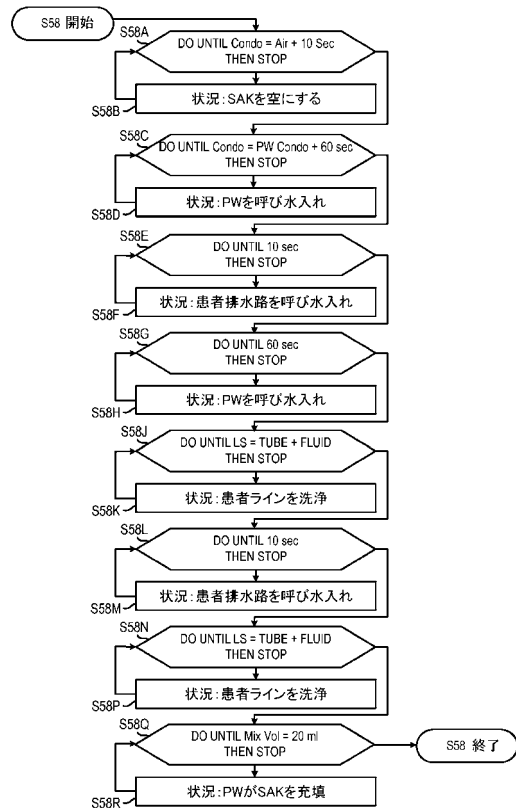 S58 開始
S58A
DO UNTIL Condo = Air + 10 Sec
THEN STOP
状況:SAKを空にする
S58B
S58C
DO UNTIL Condo = PW Condo + 60 sec
THEN STOP
状況:PWを呼び水入れ
S58D
S58E
DO UNTIL 10 sec
THEN STOP
状況:患者排水路を呼び水入れ
S58F
S58G
DO UNTIL 60 sec
THEN STOP
状況:PWを呼び水入れ
S58H
S58J
DO UNTIL LS = TUBE + FLUID
THEN STOP
状況:患者ラインを洗浄
S58K
S58L
DO UNTIL 10 sec
THEN STOP
状況:患者排水路を呼び水入れ
S58M
S58N
DO UNTIL LS = TUBE + FLUID
THEN STOP
状況:患者ラインを洗浄
S58P
S58Q
DO UNTIL Mix Vol = 20 ml
THEN STOP
S58 終了
状況:PWがSAKを充填
S58R